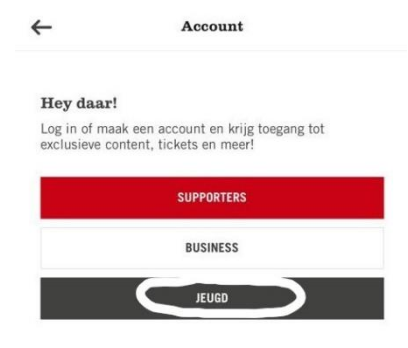 Account
Hey daar!
Log in of maak een account en krijg toegang tot
exclusieve content, tickets en meer!
SUPPORTERS
BUSINESS
JEUGD